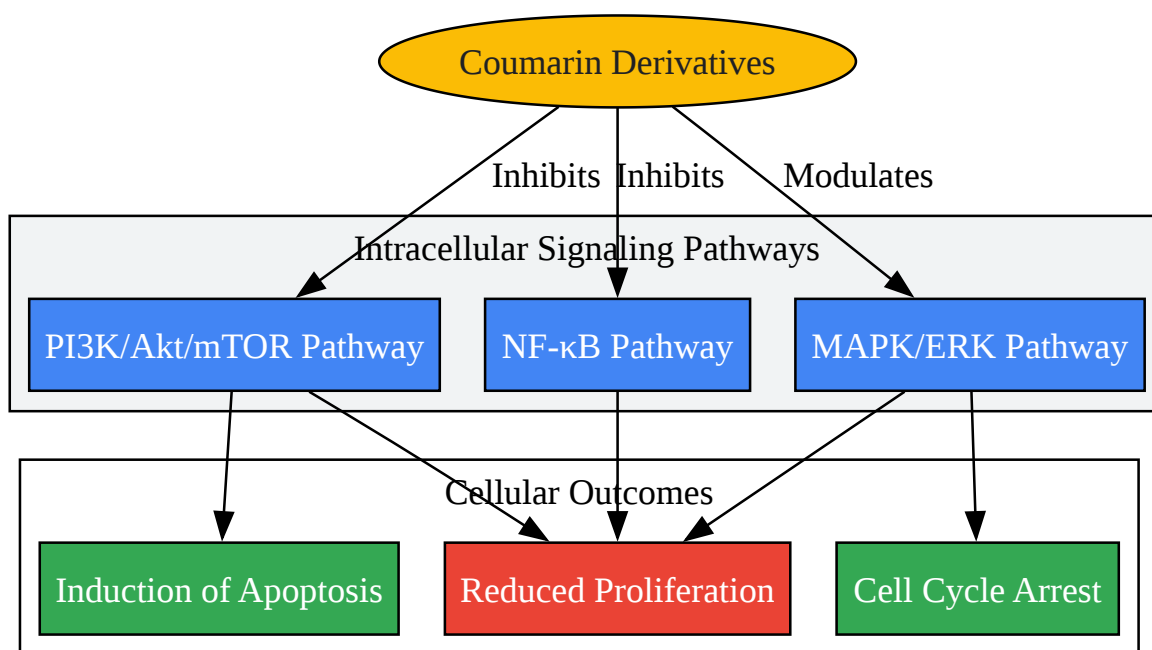 Coumarin Derivatives
Inhibits
Inhibits
Modulates
Intracellular Signaling Pathways
PI3K/Akt/mTOR Pathway
NF-κB Pathway
MAPK/ERK Pathway
Cellular Outcomes
Induction of Apoptosis
Reduced Proliferation
Cell Cycle Arrest